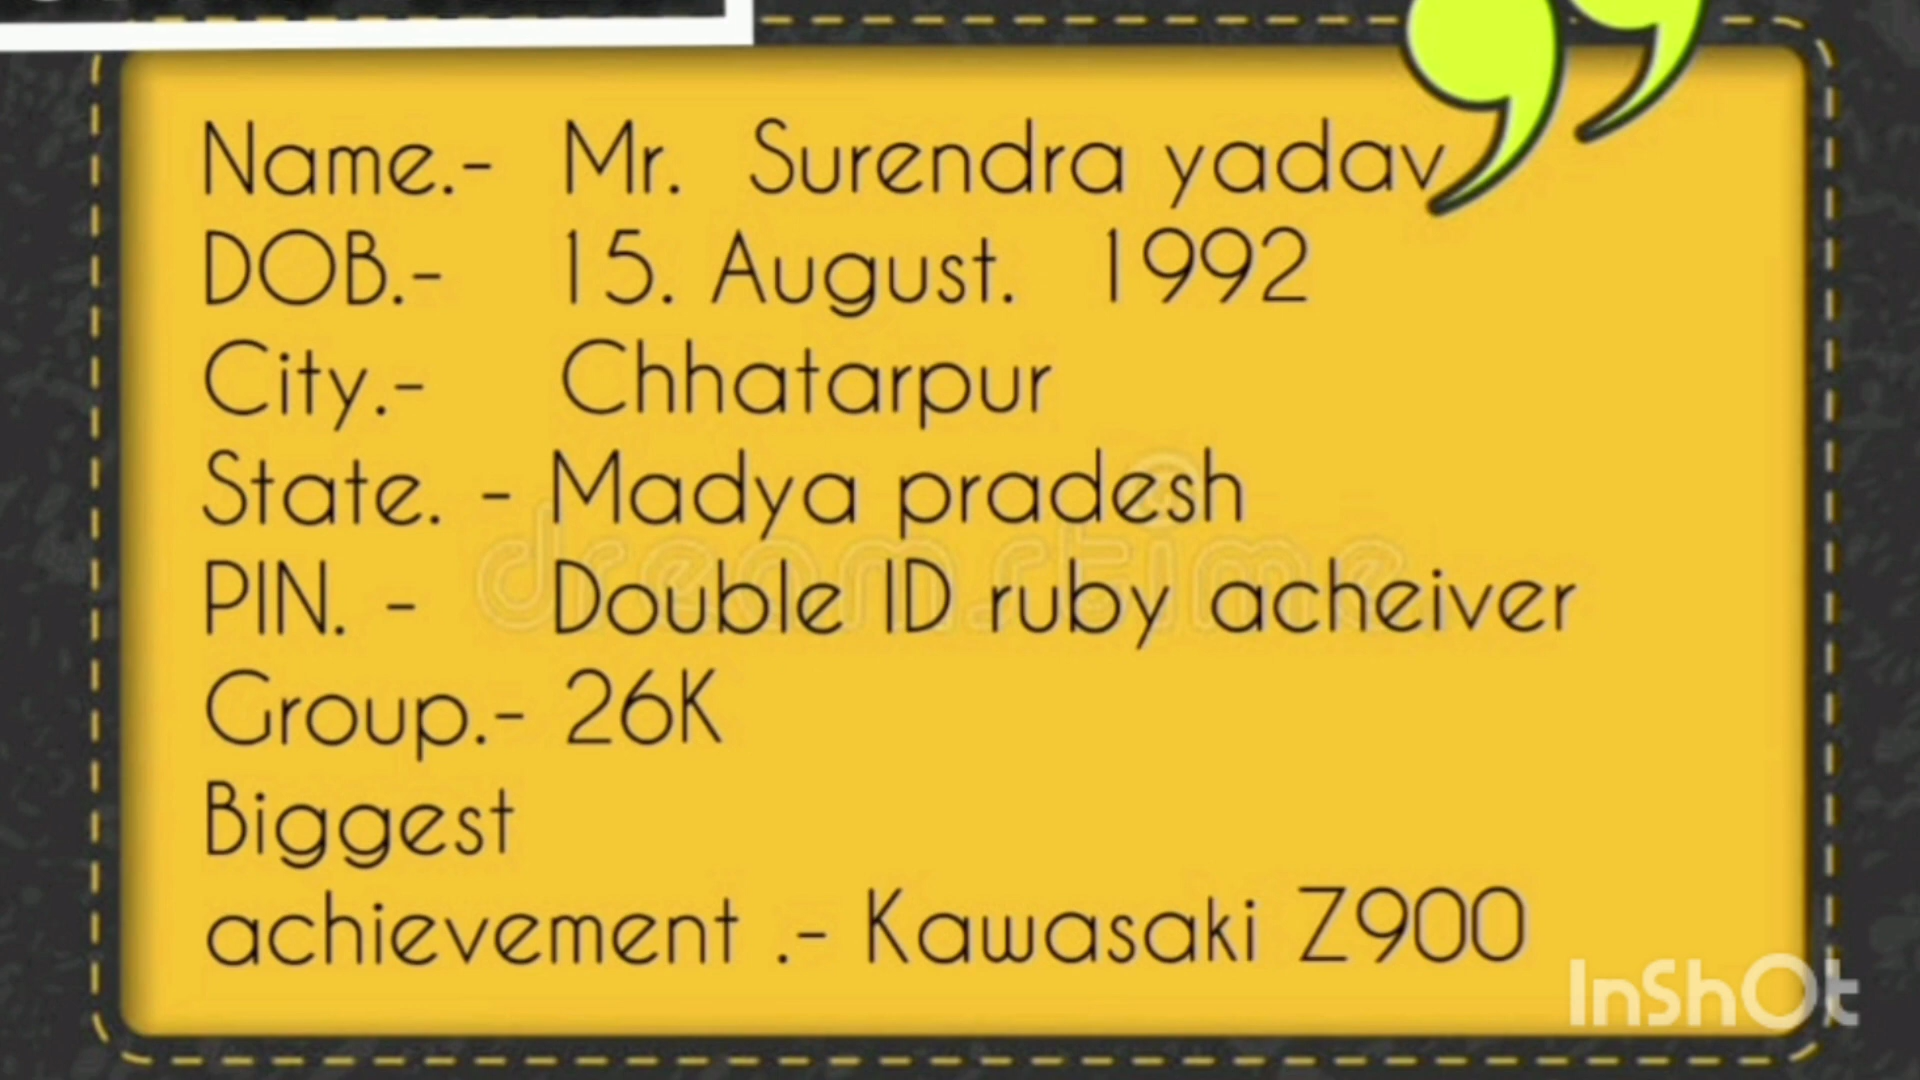 Name.- Mr. Surendra yadav
DOB.- 15. August. 1992
City.- Chhatarpur
State. - Madya pradesh
PIN. - Double ID ruby acheiver
Group.- 26K
Biggest
achievement .- Kawasaki Z900
dreamstime
InShOt